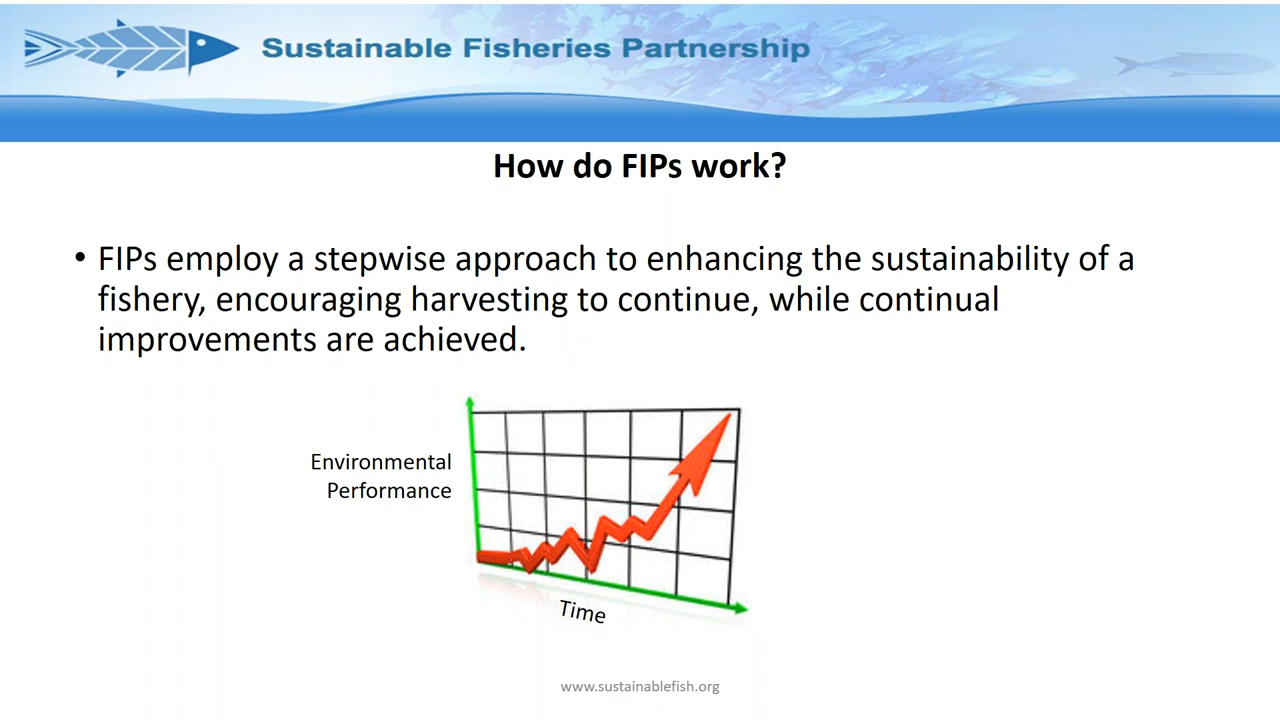 Sustainable Fisheries Partnership
How do FIPs work?
• FIPs employ a stepwise approach to enhancing the sustainability of a
fishery, encouraging harvesting to continue, while continual
improvements are achieved.
Environmental
Performance
Time
www.sustainablefish.org